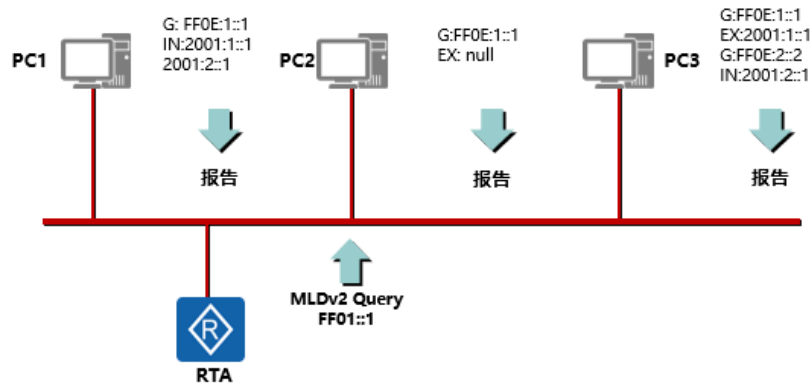 PC1
G: FF0E:1::1
IN:2001:1::1
2001:2::1
报告
PC2
G:FF0E:1::1
EX: null
报告
PC3
G:FF0E:1::1
EX:2001:1::1
G:FF0E:2::2
IN:2001:2::1
报告
MLDv2 Query
FF01::1
R
RTA